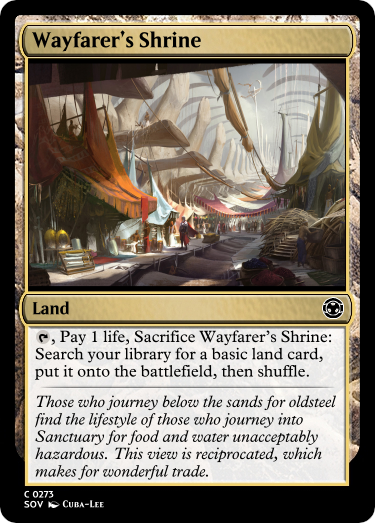 Wayfarer's Shrine
Land
, Pay 1 life, Sacrifice Wayfarer's Shrine:
Search your library for a basic land card,
put it onto the battlefield, then shuffle.
Those who journey below the sands for oldsteel
find the lifestyle of those who journey into
Sanctuary for food and water unacceptably
hazardous. This view is reciprocated, which
makes for wonderful trade.
C 0273
SOV Cuba-Lee